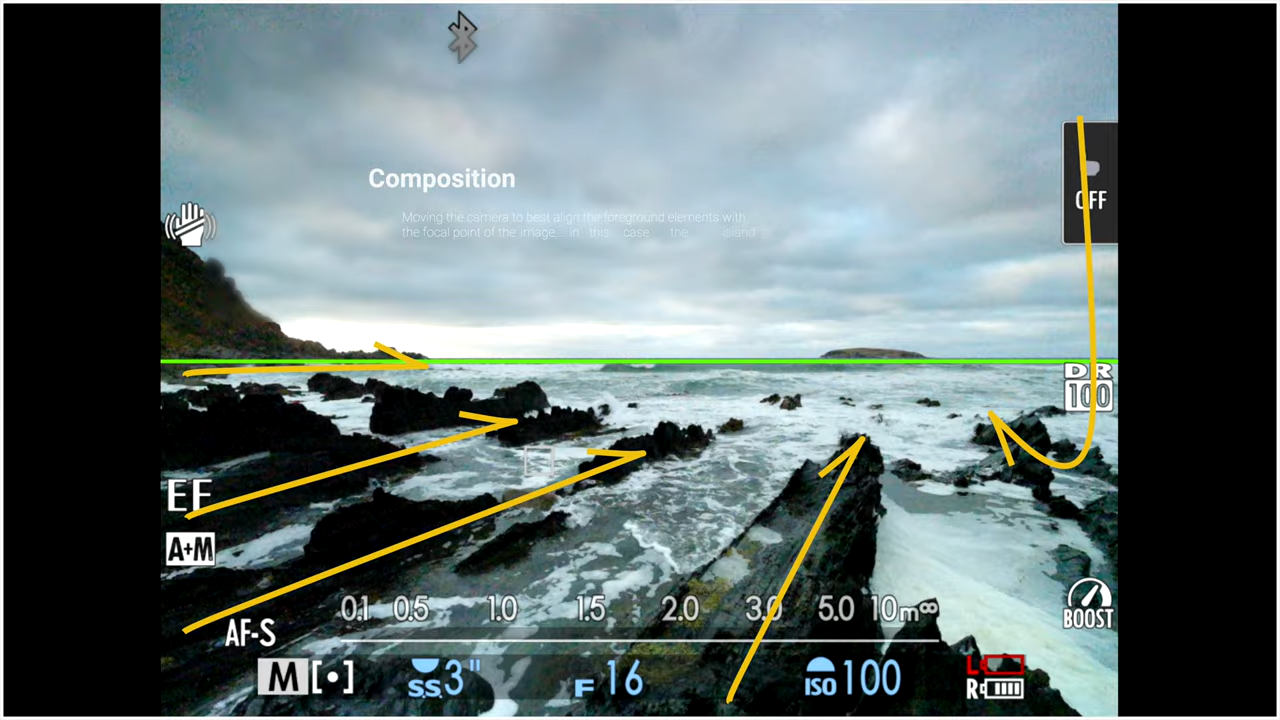 Composition
Moving the camera to best align the foreground elements with
the focal point of the image, in this case the island
OFF
DR
100
EF
A+M
BOOST
0.1 0.5 1.0 1.5 2.0 3.0 5.0 10m∞
AF-S
M [•] S.S. 3" F 16 ISO 100
L
R